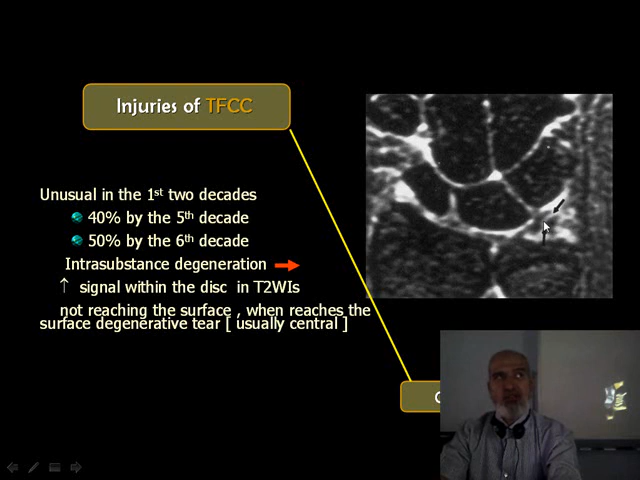 Injuries of TFCC
Unusual in the 1st two decades
40% by the 5th decade
50% by the 6th decade
Intrasubstance degeneration
↑ signal within the disc in T2WIs
not reaching the surface , when reaches the
surface degenerative tear [ usually central ]